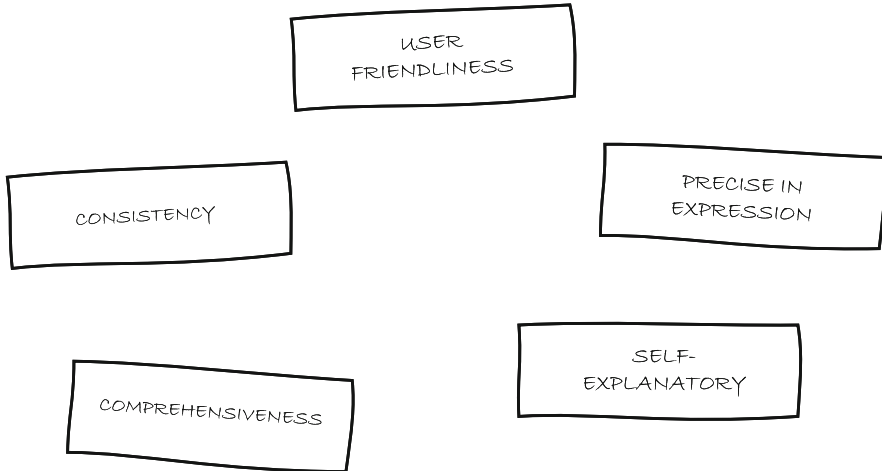 USER
FRIENDLINESS
PRECISE IN
EXPRESSION
CONSISTENCY
SELF-
EXPLANATORY
COMPREHENSIVENESS